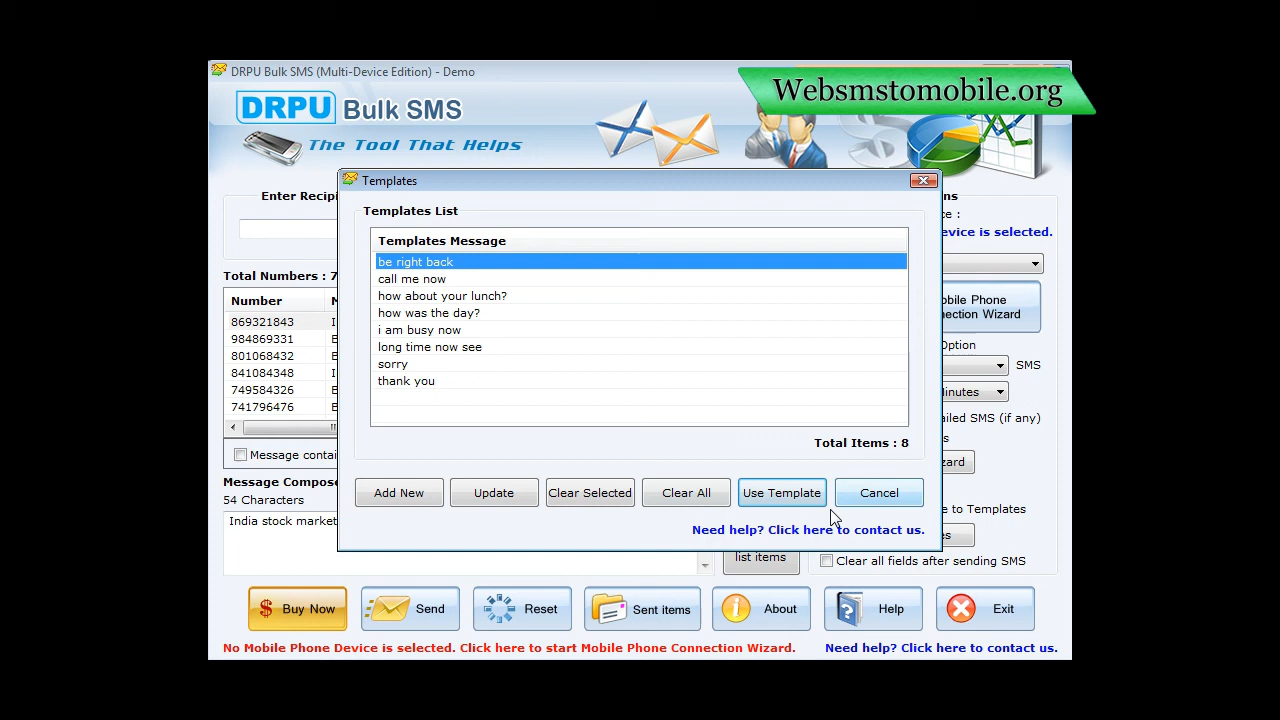 DRPU Bulk SMS (Multi-Device Edition) - Demo
Websmstomobile.org
DRPU Bulk SMS
The Tool That Helps
Templates
Enter Recipi
ns
Templates List
ce :
evice is selected.
Templates Message
be right back
call me now
how about your lunch?
how was the day?
i am busy now
long time now see
sorry
thank you
Total Items : 8
Total Numbers : 7
Number
869321843
984869331
801068432
841084348
749584326
741796476
obile Phone
nection Wizard
Option
SMS
inutes
ailed SMS (if any)
s
zard
Message contai
Message Compose
54 Characters
India stock market
Add New
Update
Clear Selected
Clear All
Use Template
Cancel
Need help? Click here to contact us.
e to Templates
es
list items
Clear all fields after sending SMS
Buy Now
Send
Reset
Sent items
About
Help
Exit
No Mobile Phone Device is selected. Click here to start Mobile Phone Connection Wizard.
Need help? Click here to contact us.